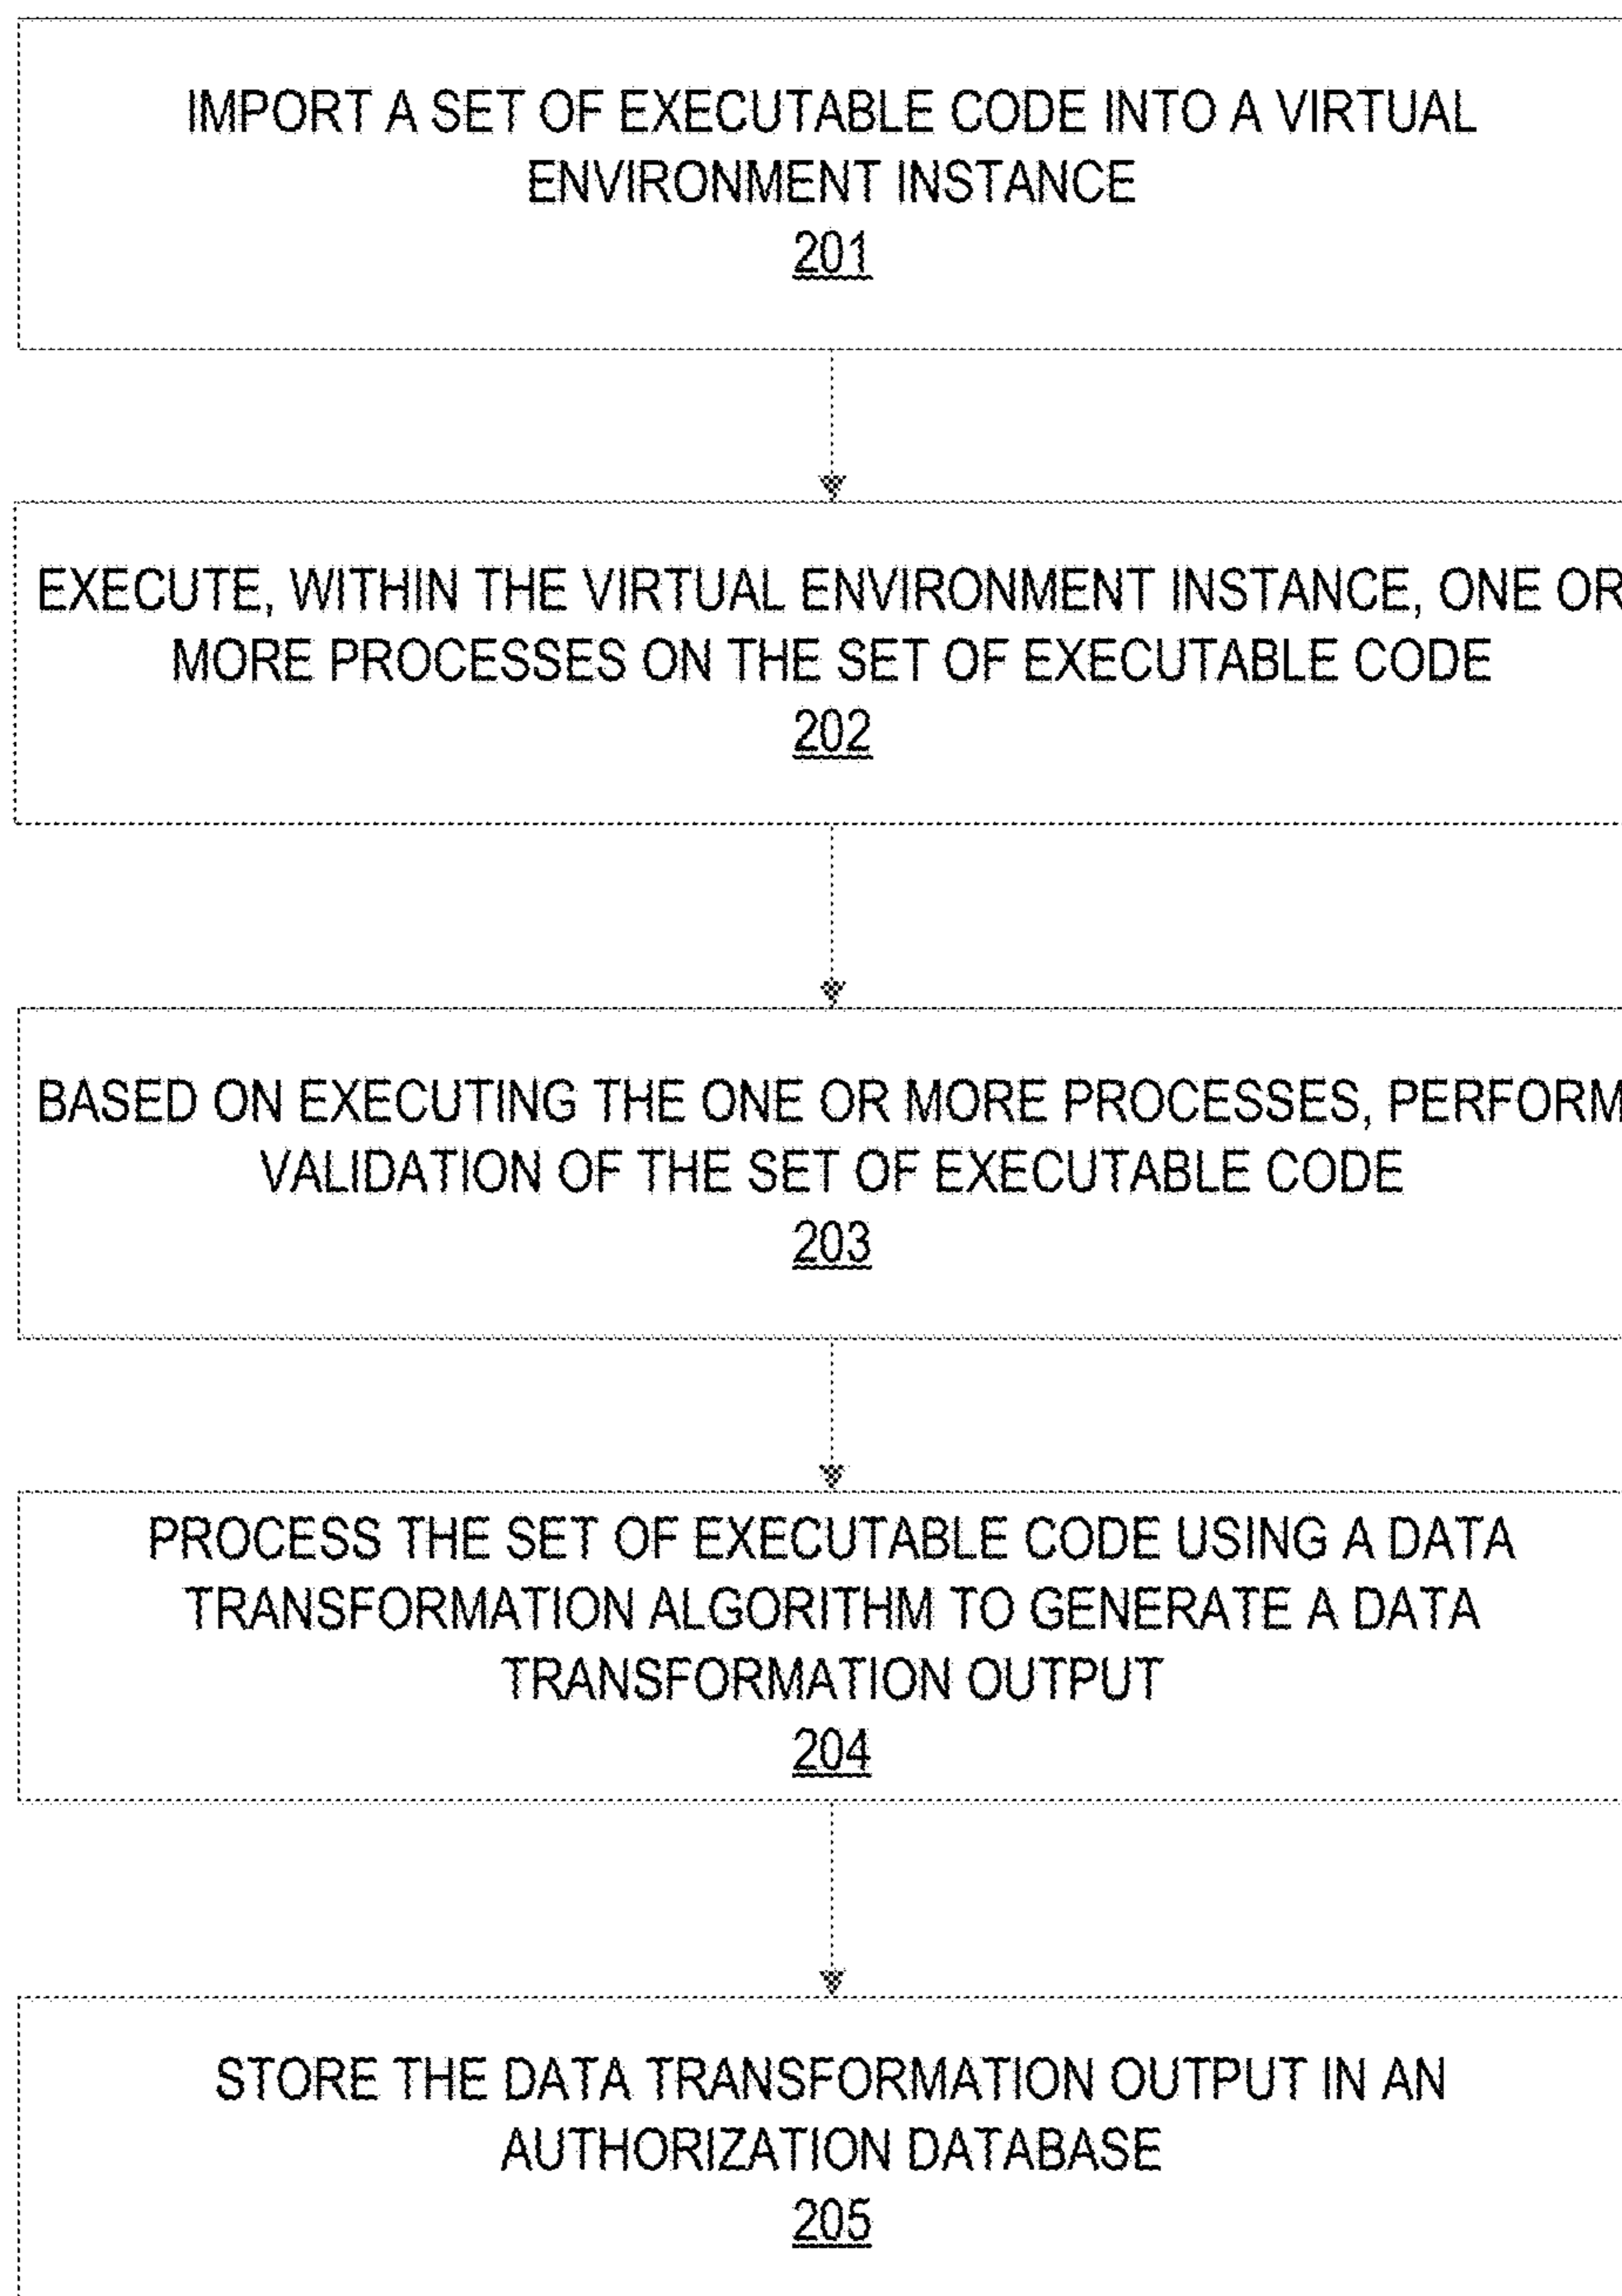 IMPORT A SET OF EXECUTABLE CODE INTO A VIRTUAL
ENVIRONMENT INSTANCE
201
EXECUTE, WITHIN THE VIRTUAL ENVIRONMENT INSTANCE, ONE OR
MORE PROCESSES ON THE SET OF EXECUTABLE CODE
202
BASED ON EXECUTING THE ONE OR MORE PROCESSES, PERFORM
VALIDATION OF THE SET OF EXECUTABLE CODE
203
PROCESS THE SET OF EXECUTABLE CODE USING A DATA
TRANSFORMATION ALGORITHM TO GENERATE A DATA
TRANSFORMATION OUTPUT
204
STORE THE DATA TRANSFORMATION OUTPUT IN AN
AUTHORIZATION DATABASE
205